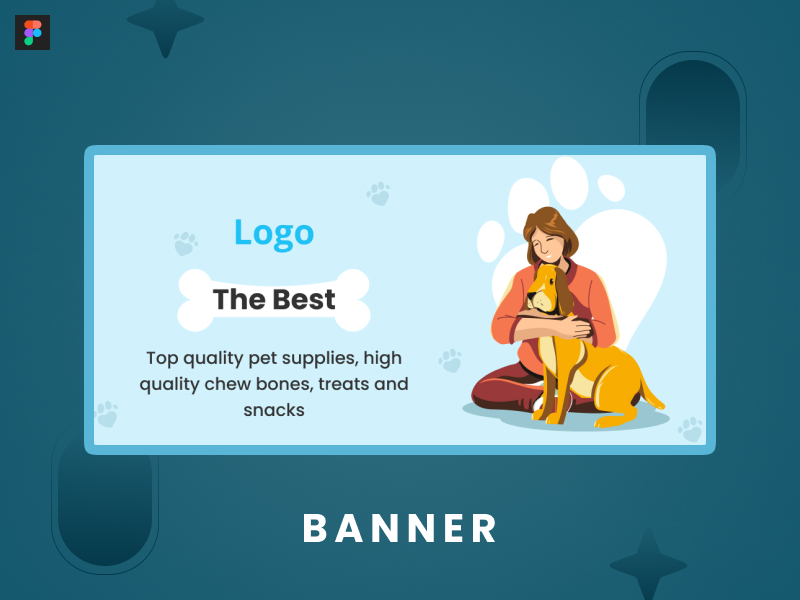 Logo
The Best
Top quality pet supplies, high
quality chew bones, treats and
snacks
BANNER